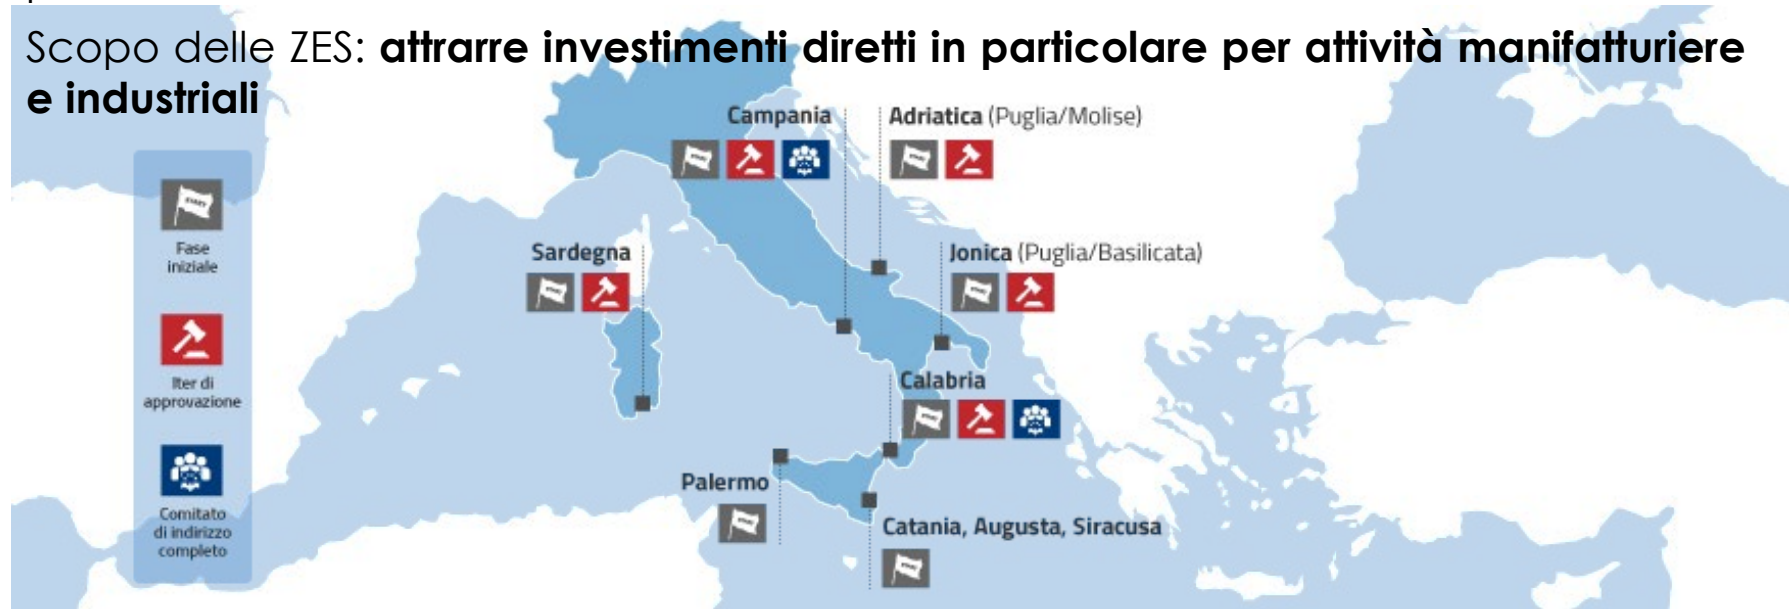 Scopo delle ZES: attrarre investimenti diretti in particolare per attività manifatturiere
e industriali
Campania
Adriatica (Puglia/Molise)
Fase
iniziale
Sardegna
Jonica (Puglia/Basilicata)
Iter di
approvazione
Calabria
Comitato
di indirizzo
completo
Palermo
Catania, Augusta, Siracusa